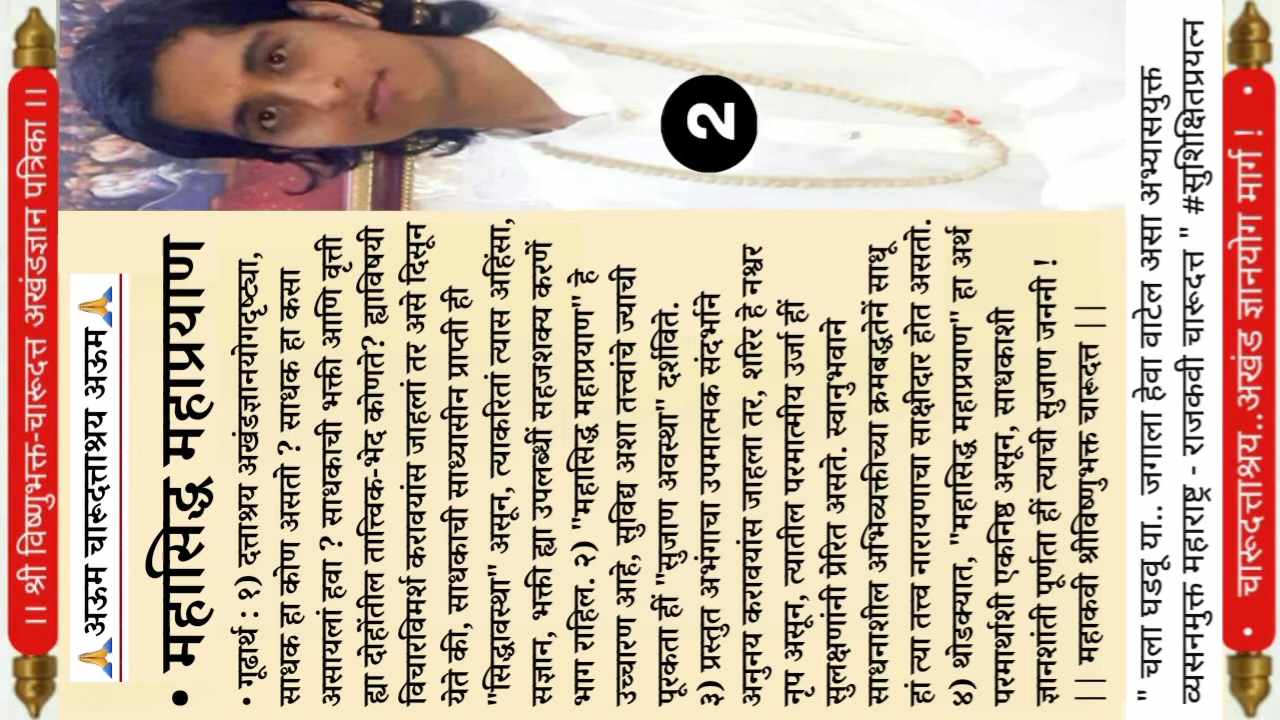 || श्री विष्णुभक्त-चारूदत्त अखंडज्ञान पत्रिका ||
🙏 अऊम चारूदत्ताश्रय अऊम 🙏
• महासिद्ध महाप्रयाण
• गूढार्थ : १) दत्ताश्रय अखंडज्ञानयोगदृष्ट्या,
साधक हा कोण असतो ? साधक हा कसा
असायलां हवा ? साधकाची भक्ती आणि वृत्ती
ह्या दोहोंतील तात्त्विक-भेद कोणते? ह्याविषयी
विचारविमर्श करावयांस जाहलां तर असे दिसून
येते की, साधकाची साध्यासीन प्राप्ती ही
"सिद्धावस्था" असून, त्याकरितां त्यास अहिंसा,
सज्ञान, भक्ती ह्या उपलब्धीं सहजशक्य करणें
भाग राहिल. २) "महासिद्ध महाप्रयाण" हे
उच्चारण आहे, सुविद्य अशा तत्त्वांचे ज्याची
पूरकता हीं "सुजाण अवस्था" दर्शविते.
३) प्रस्तुत अभंगाचा उपमात्मक संदर्भाने
अनुनय करावयांस जाहला तर, शरिर हे नश्वर
नृप असून, त्यातील परमात्मीय उर्जा हीं
सुलक्षणांनी प्रेरित असते. स्वानुभवाने
साधनाशील अभिव्यक्तीच्या क्रमबद्धतेनें साधू
हां त्या तत्त्व नारायणाचा साक्षीदार होत असतो.
४) थोडक्यात, "महासिद्ध महाप्रयाण" हा अर्थ
परमार्थाशी एकनिष्ठ असून, साधकाशी
ज्ञानशांती पूर्णता हीं त्याची सुजाण जननी !
|| महाकवी श्रीविष्णुभक्त चारूदत्त ||
2
" चला घडवू या.. जगाला हेवा वाटेल असा अभ्यासयुक्त
व्यसनमुक्त महाराष्ट्र - राजकवी चारूदत्त " #सुशिक्षितप्रयत्न
• चारूदत्ताश्रय..अखंड ज्ञानयोग मार्ग ! •